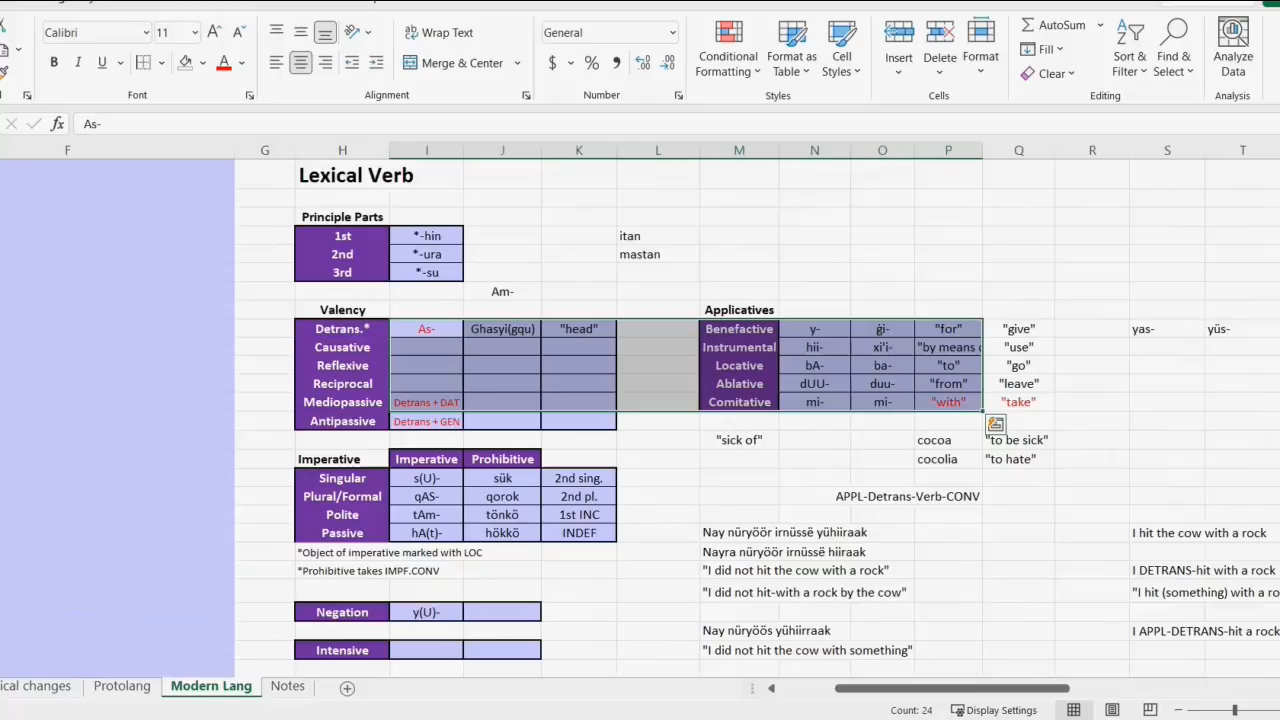 Calibri 11 Wrap Text General AutoSum
B I U Merge & Center $ % Conditional Formatting Format as Table Cell Styles Insert Delete Format Fill Clear Sort & Filter Find & Select Analyze Data
Font Alignment Number Styles Cells Editing Analysis
fx As-
F G H I J K L M N O P Q R S T
Lexical Verb
Principle Parts
1st *-hin itan
2nd *-ura mastan
3rd *-su
Am-
Valency Applicatives
Detrans.* As- Ghasyi(gqu) "head" Benefactive y- ġi- "for" "give" yas- yüs-
Causative Instrumental hii- xi'i- "by means "use"
Reflexive Locative bA- ba- "to" "go"
Reciprocal Ablative dUU- duu- "from" "leave"
Mediopassive Detrans + DAT Comitative mi- mi- "with" "take"
Antipassive Detrans + GEN
"sick of" cocoa "to be sick"
Imperative Imperative Prohibitive cocolia "to hate"
Singular s(U)- sük 2nd sing.
Plural/Formal qAS- qorok 2nd pl. APPL-Detrans-Verb-CONV
Polite tAm- tönkö 1st INC
Passive hA(t)- hökkö INDEF Nay nüryöör irnüssë yühiiraak I hit the cow with a rock
*Object of imperative marked with LOC Nayra nüryöör irnüssë hiiraak
*Prohibitive takes IMPF.CONV "I did not hit the cow with a rock" I DETRANS-hit with a rock
"I did not hit-with a rock by the cow" "I hit (something) with a ro
Negation y(U)-
Nay nüryöös yühiirraak I APPL-DETRANS-hit a rock
Intensive "I did not hit the cow with something"
ical changes Protolang Modern Lang Notes
Count: 24 Display Settings